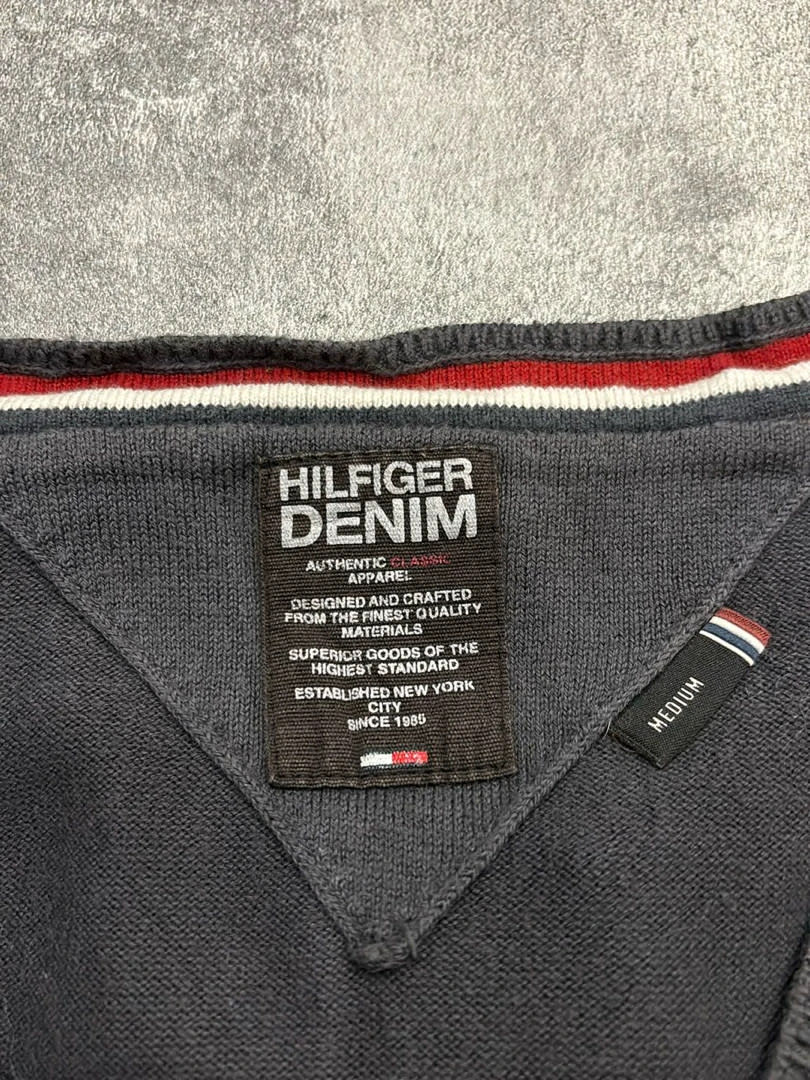 HILFIGER
DENIM
AUTHENTIC CLASSIC
APPAREL
DESIGNED AND CRAFTED
FROM THE FINEST QUALITY
MATERIALS
SUPERIOR GOODS OF THE
HIGHEST STANDARD
ESTABLISHED NEW YORK
CITY
SINCE 1985
MEDIUM